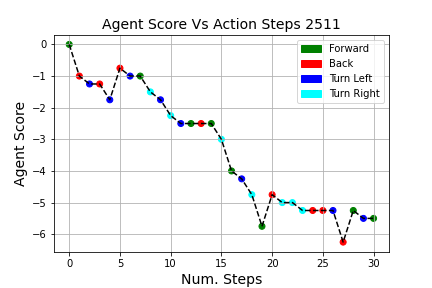 Agent Score Vs Action Steps 2511
Forward
Back
Turn Left
Turn Right
Agent Score
0
−1
−2
−3
−4
−5
−6
0 5 10 15 20 25 30
Num. Steps